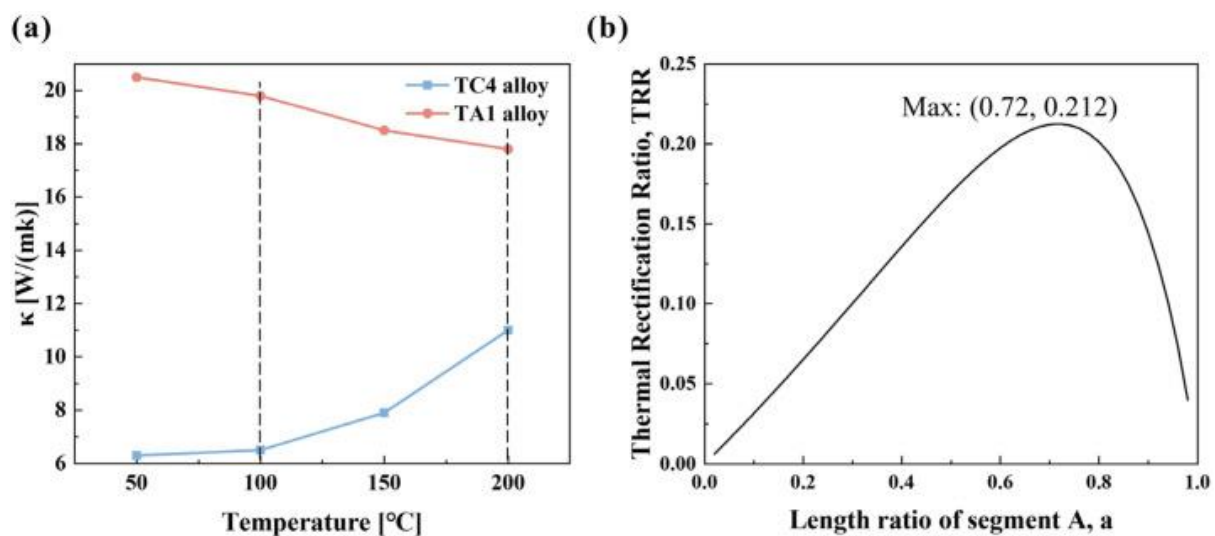 (a)
κ [W/(mk)]
20
18
16
14
12
10
8
6
TC4 alloy
TA1 alloy
50
100
150
200
Temperature [°C]
(b)
Thermal Rectification Ratio, TRR
0.25
0.20
0.15
0.10
0.05
0.00
Max: (0.72, 0.212)
0.0
0.2
0.4
0.6
0.8
1.0
Length ratio of segment A, a